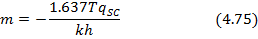 m = −1.637Tq_SC / kh (4.75)